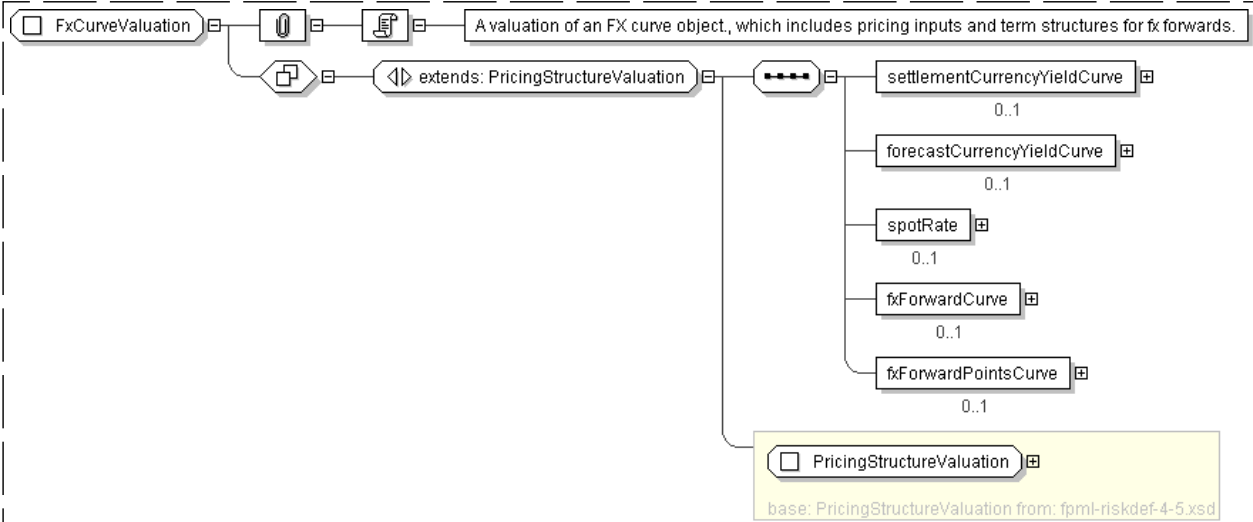 FxCurveValuation
A valuation of an FX curve object., which includes pricing inputs and term structures for fx forwards.
extends: PricingStructureValuation
settlementCurrencyYieldCurve
0..1
forecastCurrencyYieldCurve
0..1
spotRate
0..1
fxForwardCurve
0..1
fxForwardPointsCurve
0..1
PricingStructureValuation
base: PricingStructureValuation from: fpml-riskdef-4-5.xsd